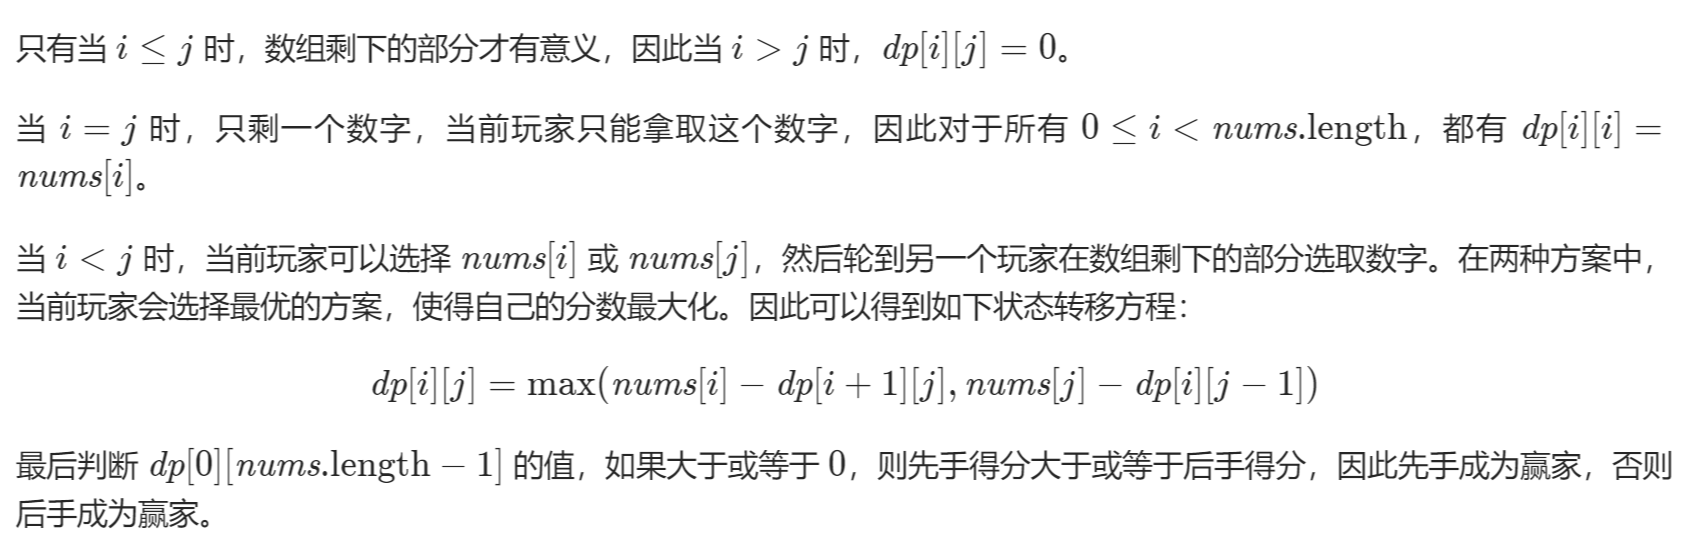 只有当 i ≤ j 时，数组剩下的部分才有意义，因此当 i > j 时，dp[i][j] = 0。
当 i = j 时，只剩一个数字，当前玩家只能拿取这个数字，因此对于所有 0 ≤ i < nums.length，都有 dp[i][i] =
nums[i]。
当 i < j 时，当前玩家可以选择 nums[i] 或 nums[j]，然后轮到另一个玩家在数组剩下的部分选取数字。在两种方案中，
当前玩家会选择最优的方案，使得自己的分数最大化。因此可以得到如下状态转移方程：
dp[i][j] = max(nums[i] − dp[i + 1][j], nums[j] − dp[i][j − 1])
最后判断 dp[0][nums.length − 1] 的值，如果大于或等于 0，则先手得分大于或等于后手得分，因此先手成为赢家，否则
后手成为赢家。